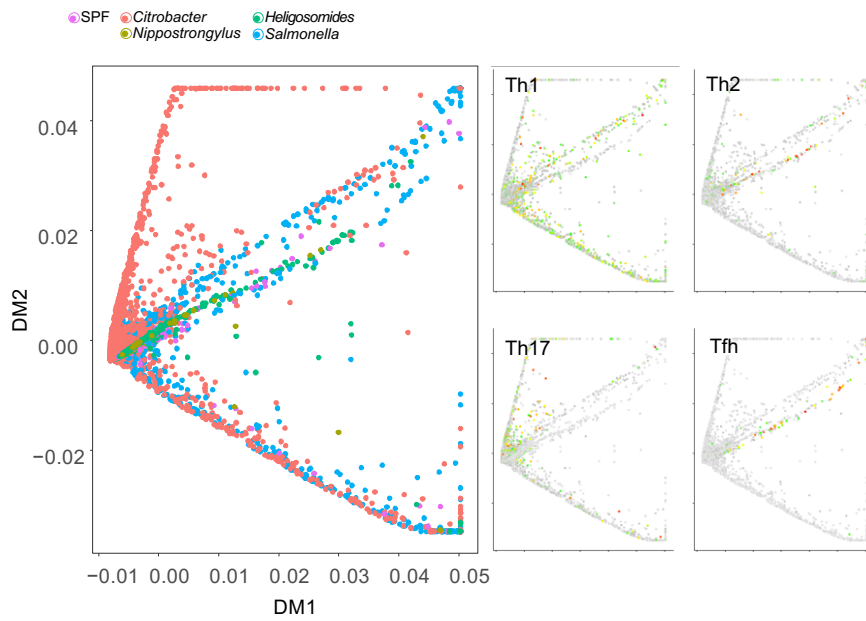 SPF Citrobacter Heligosomides
Nippostrongylus Salmonella
Th1 Th2
0.04
0.02
DM2
0.00
−0.02
Th17 Tfh
−0.01 0.00 0.01 0.02 0.03 0.04 0.05
DM1